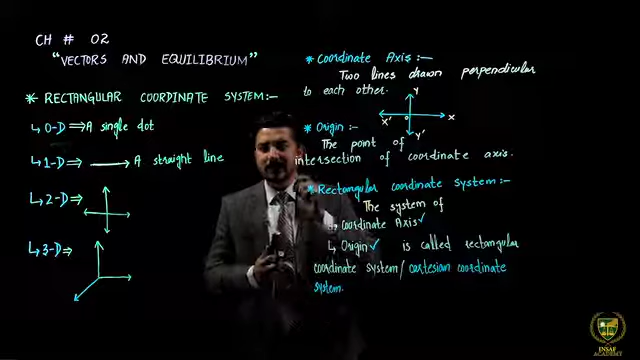 CH # 02
"VECTORS AND EQUILIBRIUM"
* RECTANGULAR COORDINATE SYSTEM:-
↳ 0-D ⇒ A single dot
↳ 1-D ⇒ → A straight line
↳ 2-D ⇒
↳ 3-D ⇒
* Coordinate Axis :-
Two lines drawn perpendicular
to each other.
Y
X' o X
Y'
* Origin :-
The point of
intersection of coordinate axis.
* Rectangular coordinate system :-
The system of
↳ Coordinate Axis ✓
↳ Origin ✓ is called rectangular
coordinate system / cartesian coordinate
system.
INSAF
ACADEMY